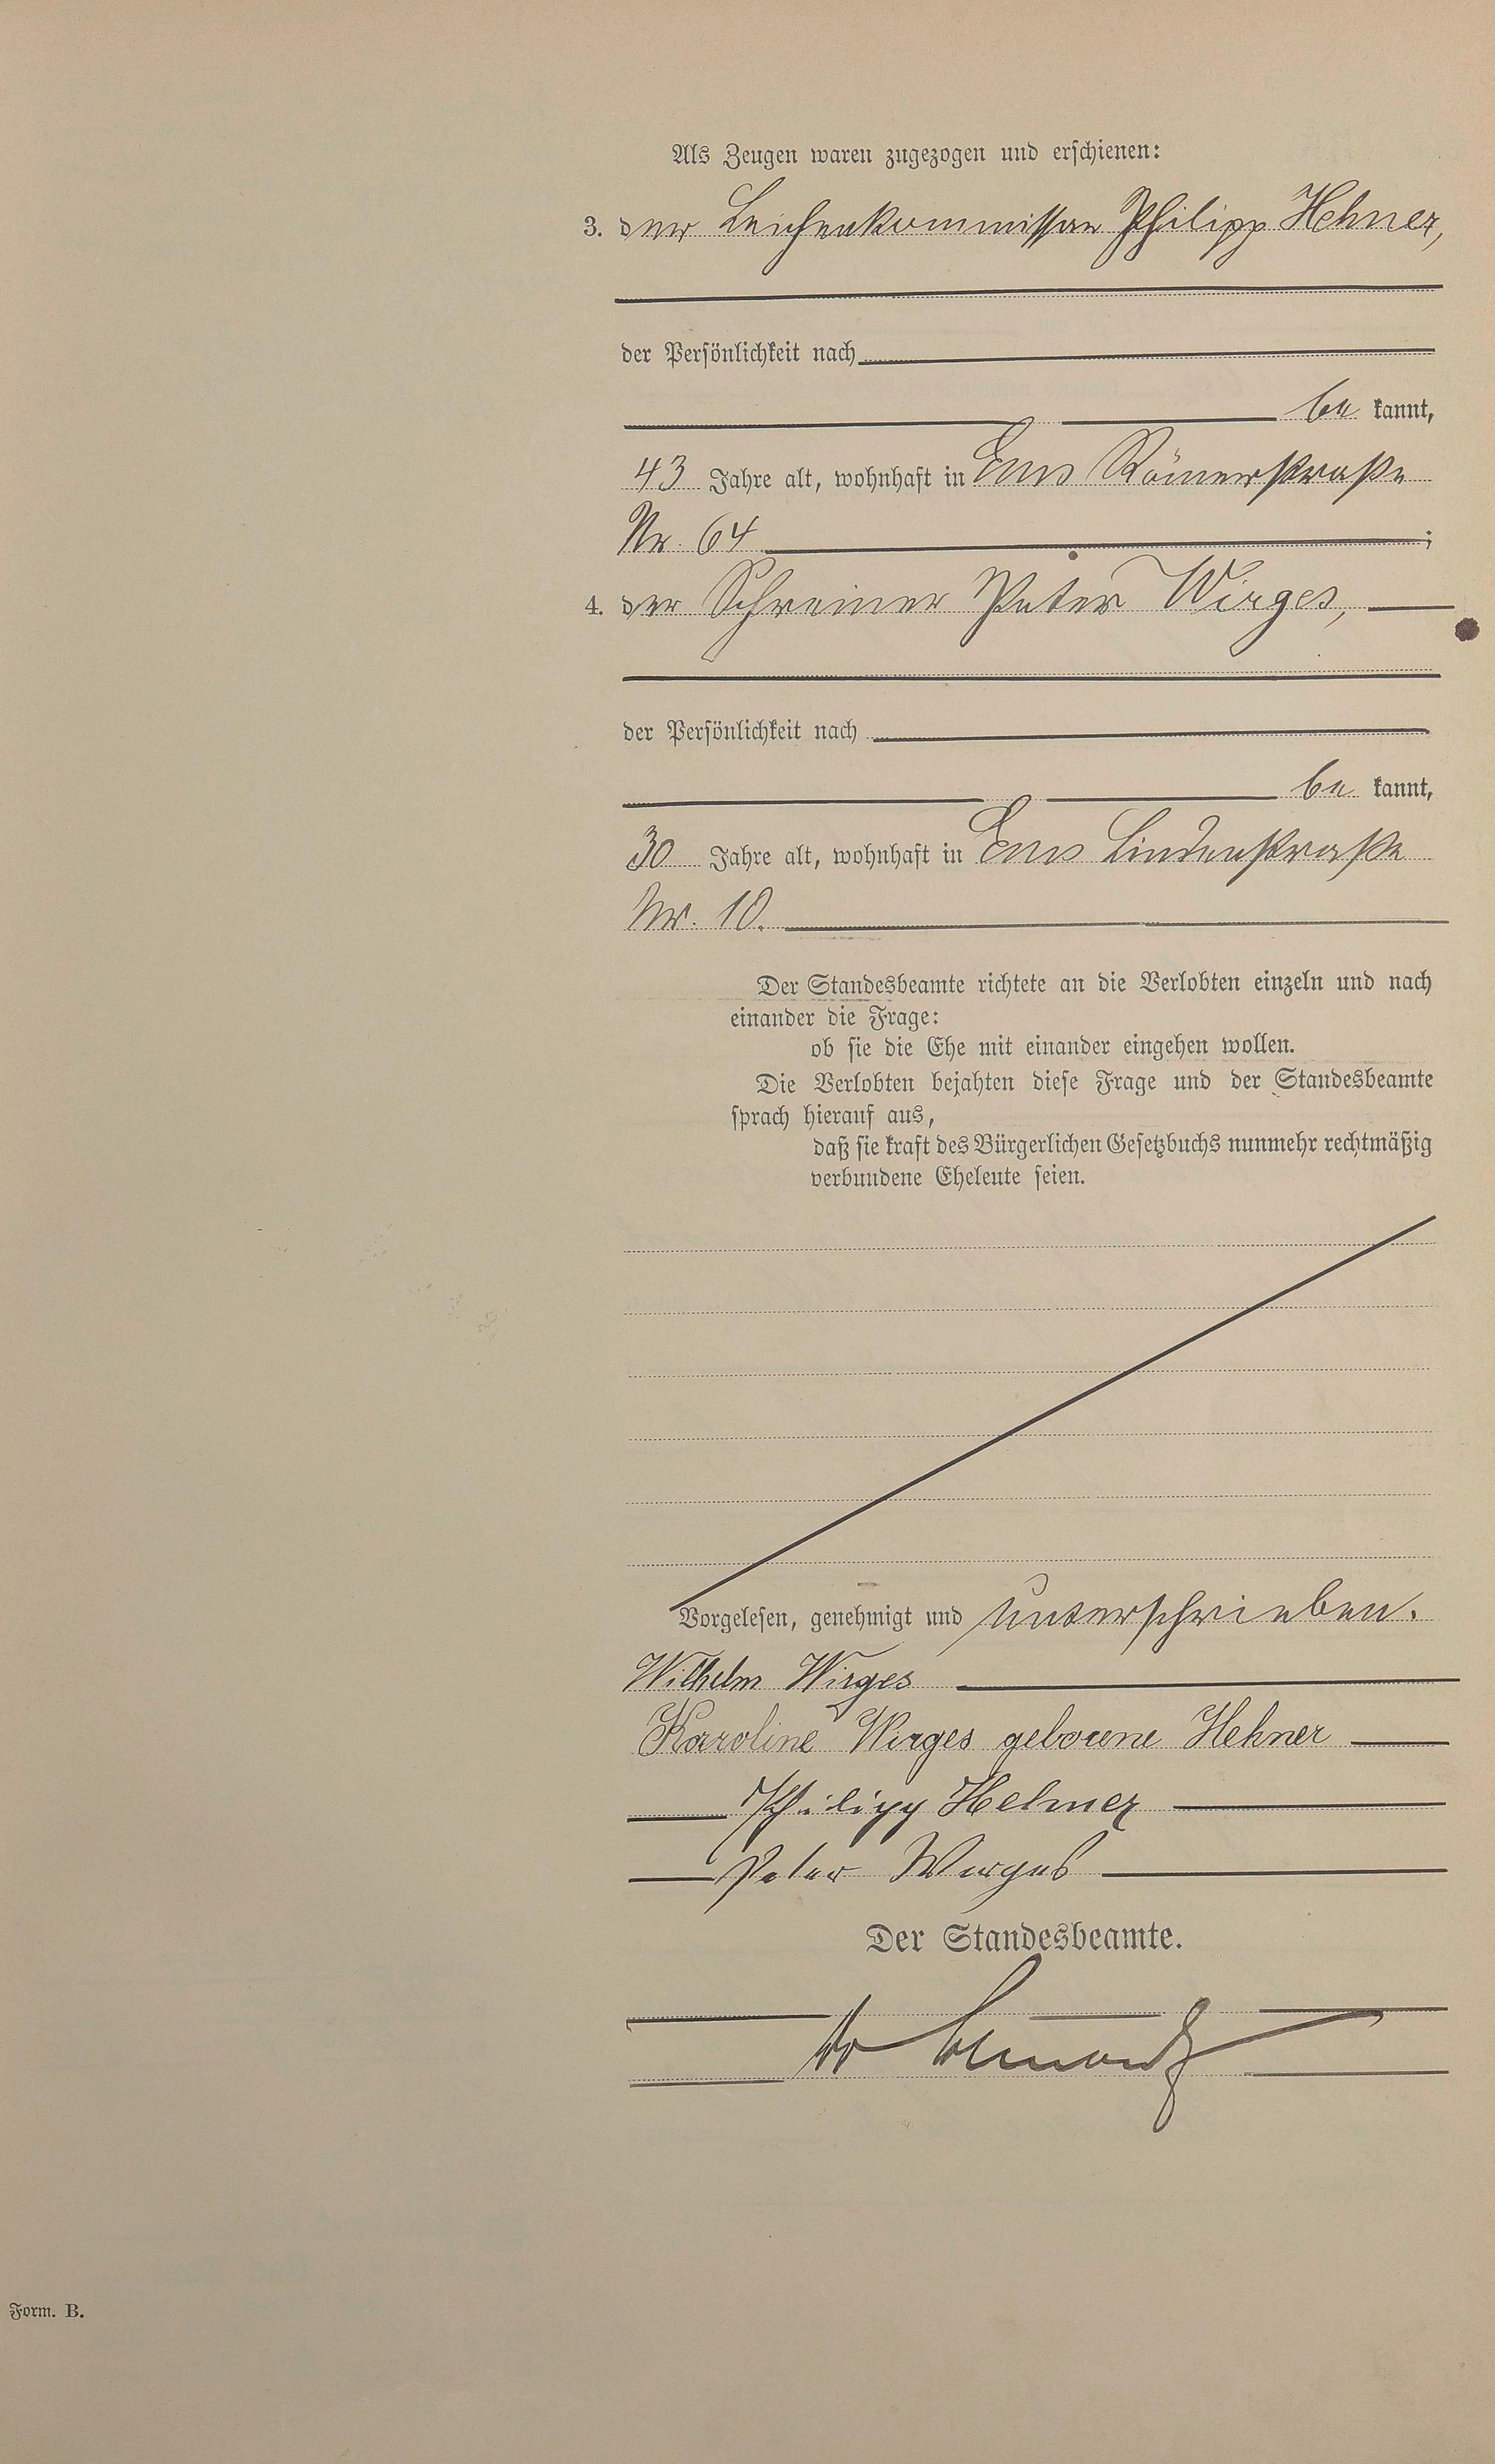 Als Zeugen waren zugezogen und erschienen:
3. der Leichenkommissar Philipp Hehner,
der Persönlichkeit nach
be kannt,
43 Jahre alt, wohnhaft in Ems Römerstraße
Nr. 64 ;
4. der Schreiner Peter Wirges,
der Persönlichkeit nach
be kannt,
30 Jahre alt, wohnhaft in Ems Lindenstraße
Nr. 10.
Der Standesbeamte richtete an die Verlobten einzeln und nach
einander die Frage:
ob sie die Ehe mit einander eingehen wollen.
Die Verlobten bejahten diese Frage und der Standesbeamte
sprach hierauf aus,
daß sie kraft des Bürgerlichen Gesetzbuchs nunmehr rechtmäßig
verbundene Eheleute seien.
Vorgelesen, genehmigt und unterschrieben.
Wilhelm Wirges
Karoline Wirges geborene Hehner
Philipp Hehner
Peter Wirges
Der Standesbeamte.
Form. B.